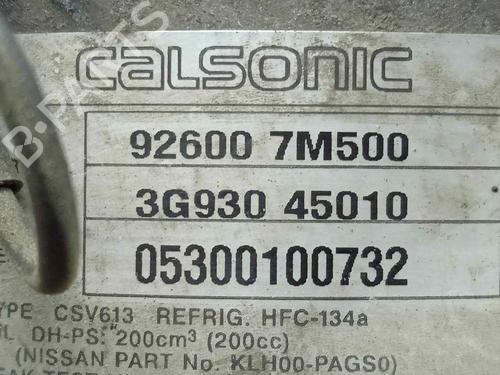 calsonic
92600 7M500
3G930 45010
05300100732
TYPE CSV613 REFRIG. HFC-134a
DH-PS: 200cm³ (200cc)
(NISSAN PART No. KLH00-PAGS0)
B-PARTS